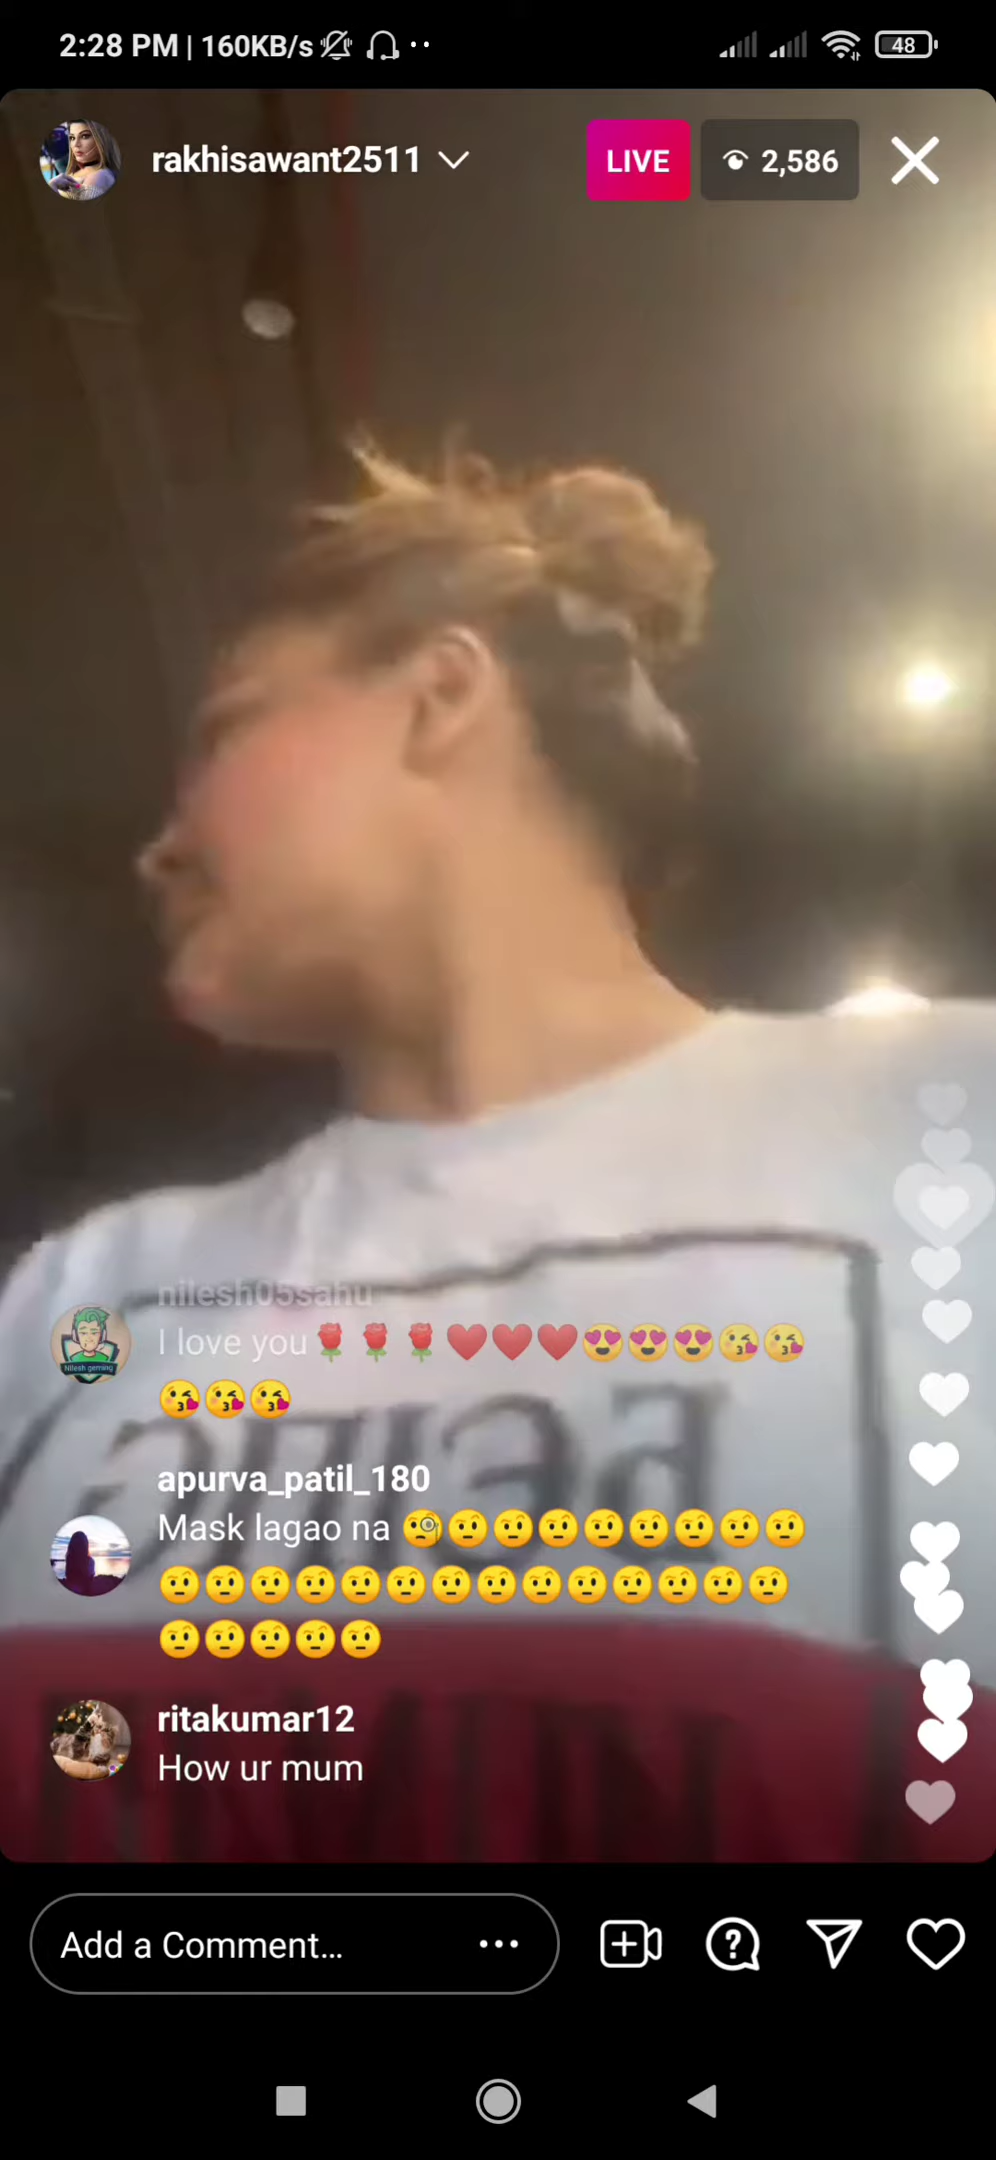 2:28 PM | 160KB/s
48
rakhisawant2511
LIVE
2,586
nilesh05sahu
I love you🌹🌹🌹❤️❤️❤️😍😍😍😘😘
😘😘😘
apurva_patil_180
Mask lagao na 🧐🤨🤨🤨🤨🤨🤨🤨🤨
🤨🤨🤨🤨🤨🤨🤨🤨🤨🤨🤨🤨🤨🤨
🤨🤨🤨🤨🤨
ritakumar12
How ur mum
Add a Comment...